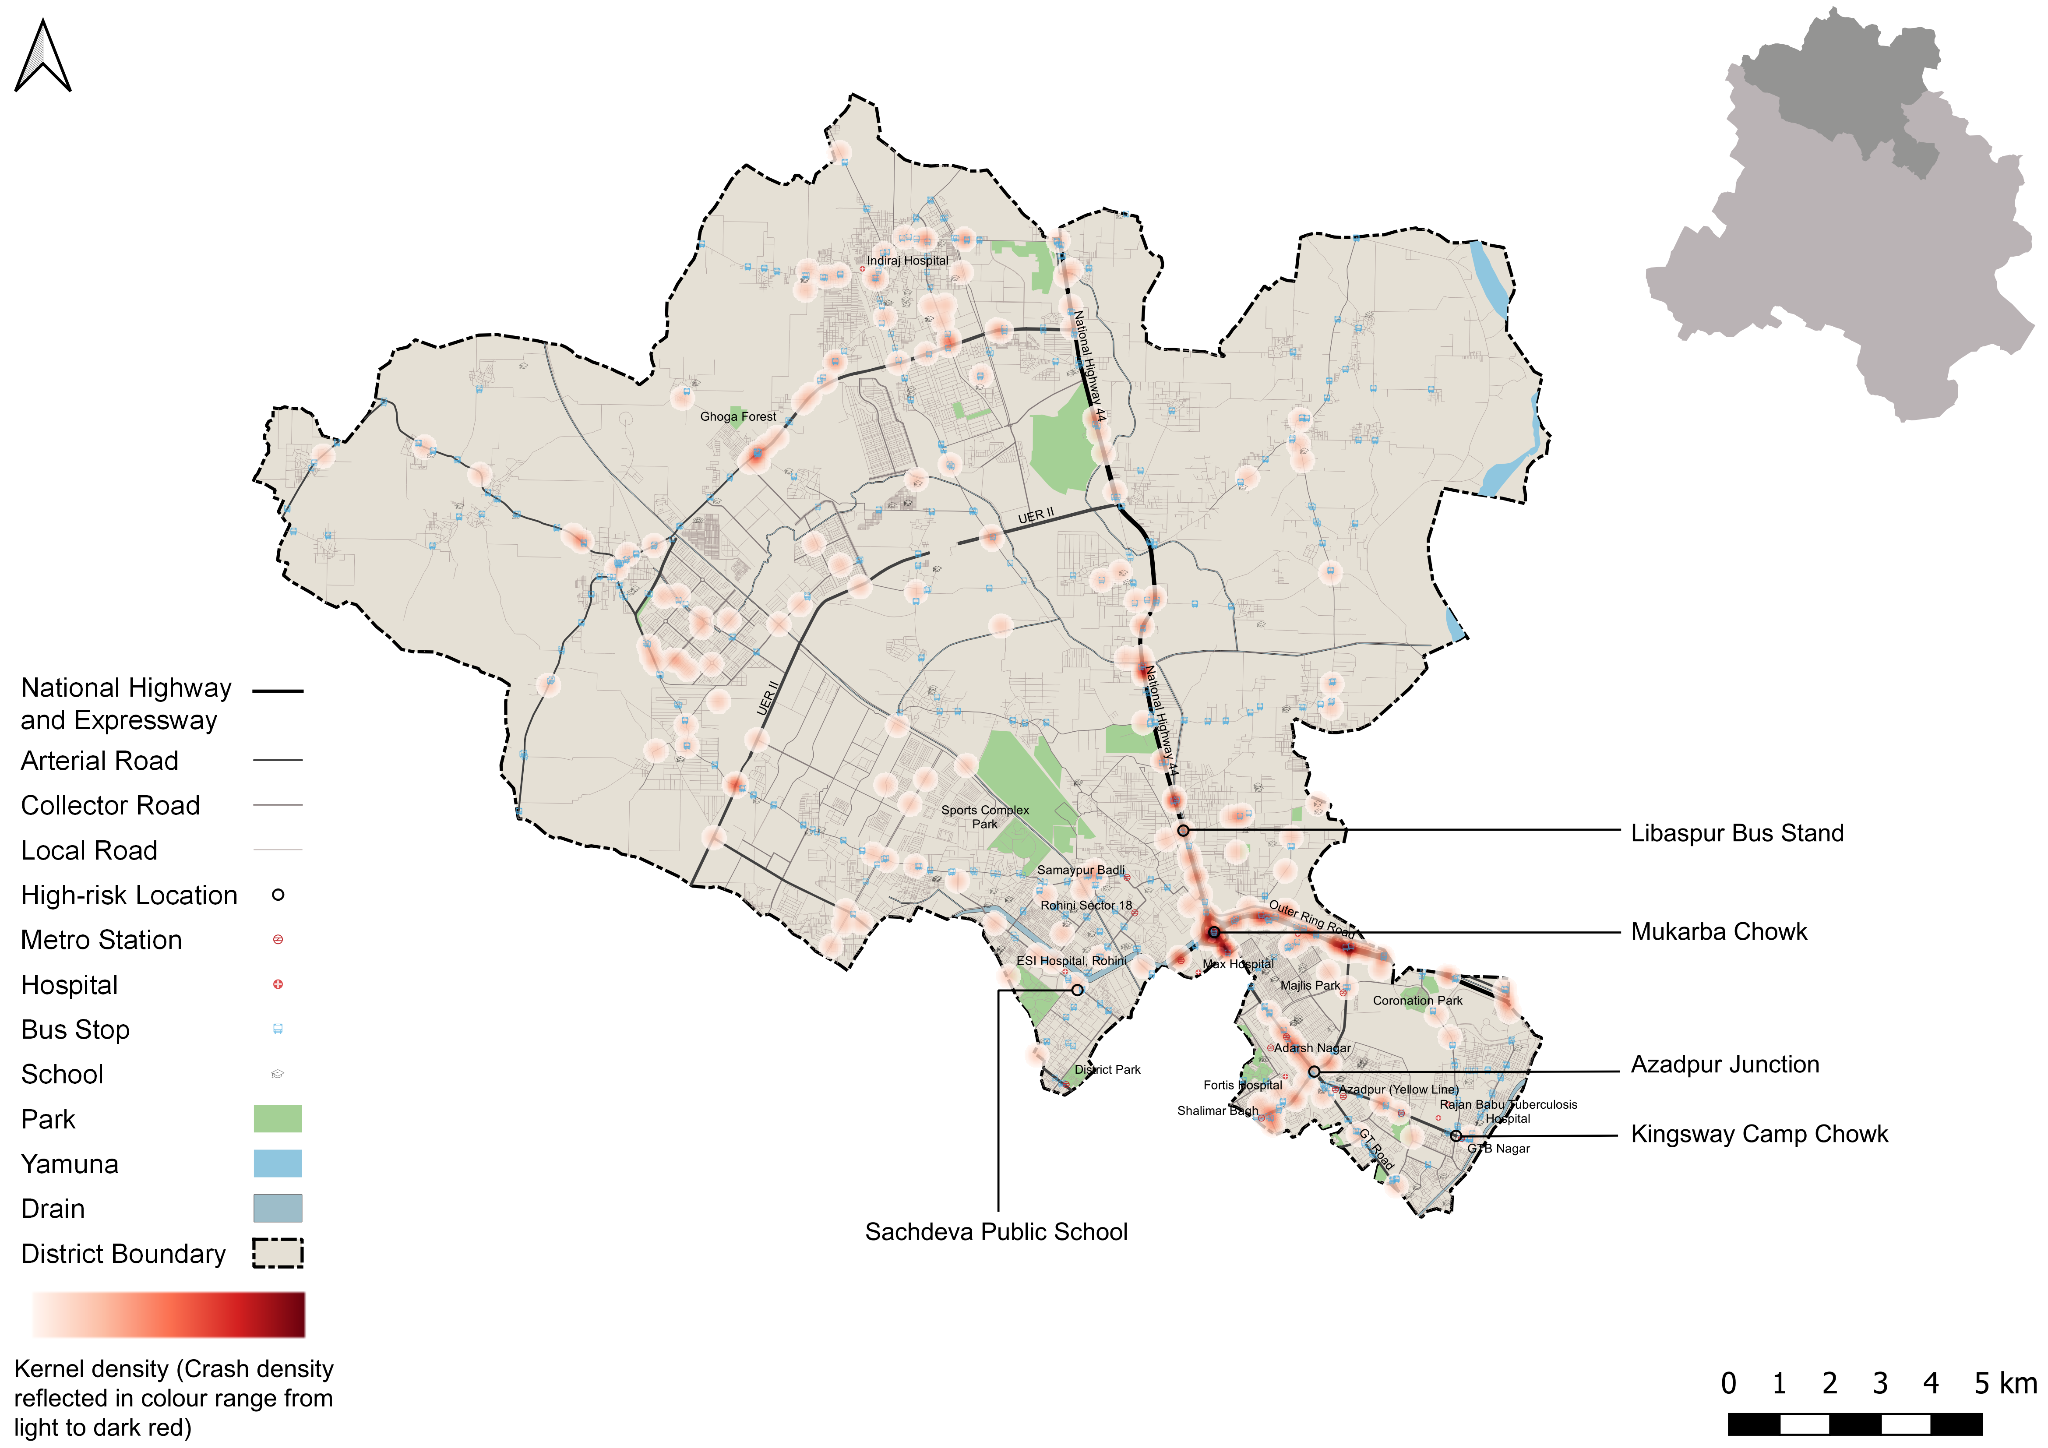 Indiraj Hospital
National Highway 44
Ghoga Forest
UER II
National Highway 44
UER II
Sports Complex
Park
Samaypur Badli
Rohini Sector 18
Outer Ring Road
ESI Hospital, Rohini
Max Hospital
Majlis Park
Coronation Park
Adarsh Nagar
District Park
Fortis Hospital
Azadpur (Yellow Line)
Shalimar Bagh
Rajan Babu Tuberculosis
Hospital
GT Road
GTB Nagar
Libaspur Bus Stand
Mukarba Chowk
Azadpur Junction
Kingsway Camp Chowk
Sachdeva Public School
National Highway
and Expressway
Arterial Road
Collector Road
Local Road
High-risk Location
Metro Station
Hospital
Bus Stop
School
Park
Yamuna
Drain
District Boundary
Kernel density (Crash density
reflected in colour range from
light to dark red)
0 1 2 3 4 5 km